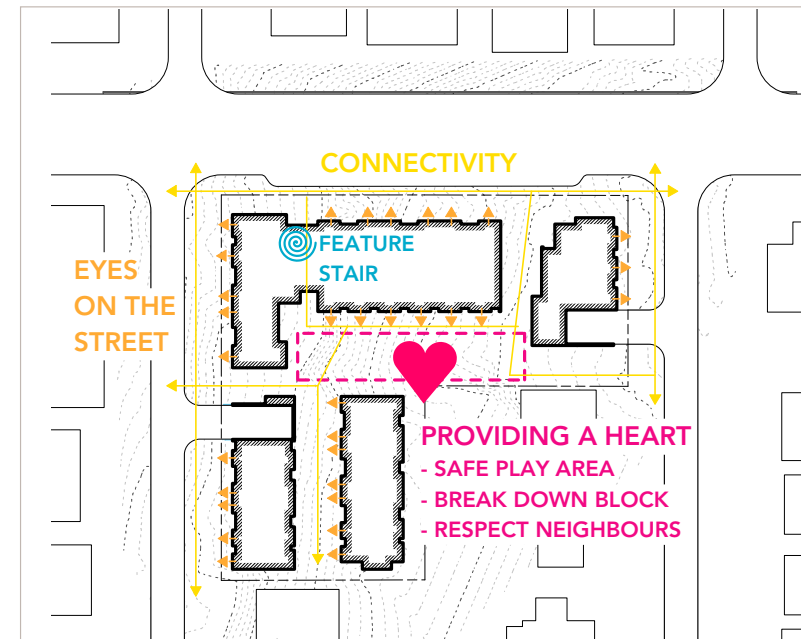 CONNECTIVITY
FEATURE
STAIR
EYES
ON THE
STREET
PROVIDING A HEART
- SAFE PLAY AREA
- BREAK DOWN BLOCK
- RESPECT NEIGHBOURS